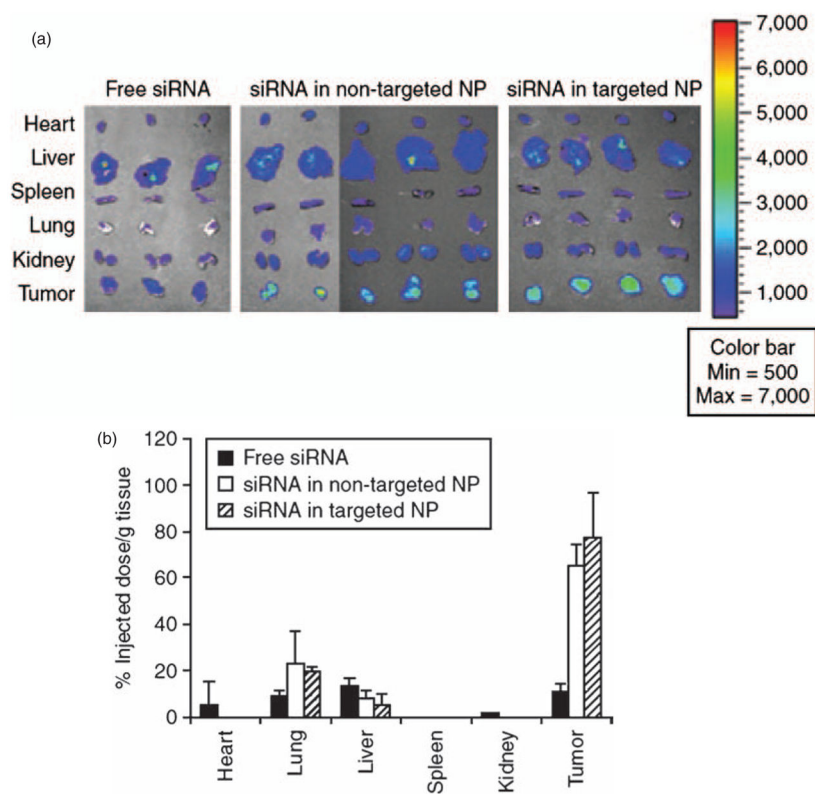 (a)
Free siRNA
siRNA in non-targeted NP
siRNA in targeted NP
Heart
Liver
Spleen
Lung
Kidney
Tumor
7,000
6,000
5,000
4,000
3,000
2,000
1,000
Color bar
Min = 500
Max = 7,000
(b)
% Injected dose/g tissue
120
100
80
60
40
20
0
Free siRNA
siRNA in non-targeted NP
siRNA in targeted NP
Heart
Lung
Liver
Spleen
Kidney
Tumor